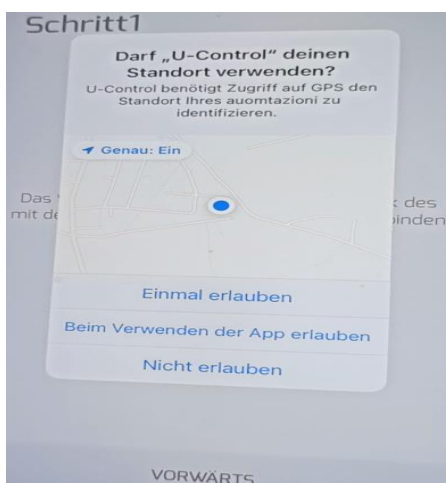 Schritt1
Darf „U-Control“ deinen
Standort verwenden?
U-Control benötigt Zugriff auf GPS den
Standort Ihres auomtazioni zu
identifizieren.
Genau: Ein
Das des
mit inden
Einmal erlauben
Beim Verwenden der App erlauben
Nicht erlauben
VORWÄRTS